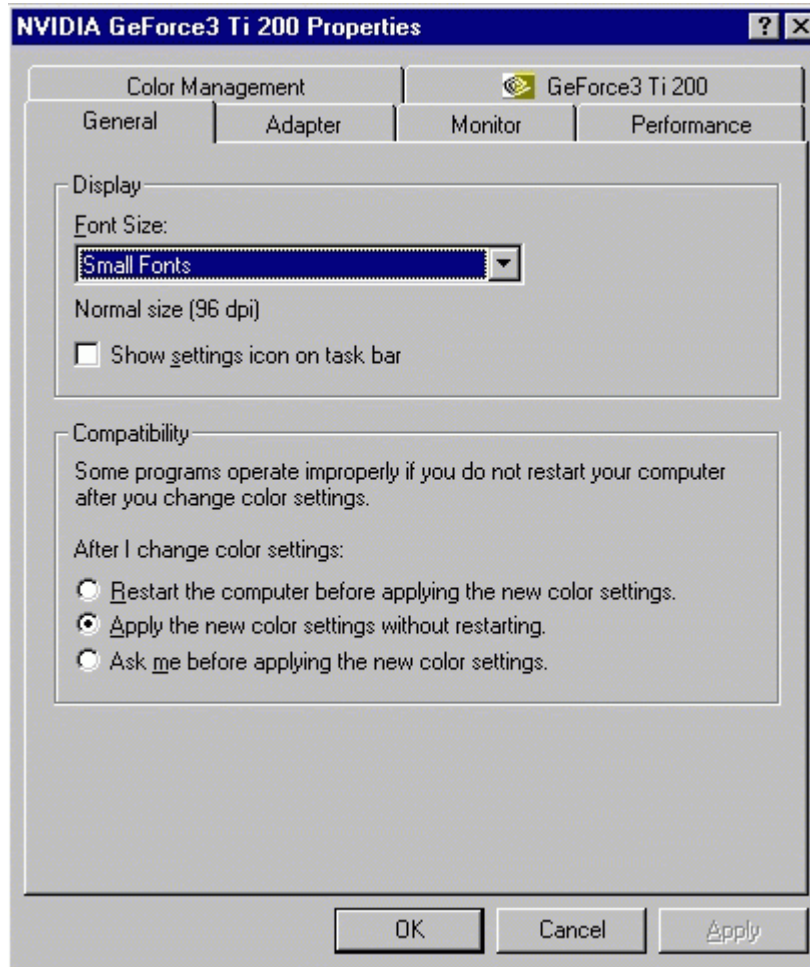 NVIDIA GeForce3 Ti 200 Properties
Color Management
GeForce3 Ti 200
General
Adapter
Monitor
Performance
Display
Font Size:
Small Fonts
Normal size (96 dpi)
Show settings icon on task bar
Compatibility
Some programs operate improperly if you do not restart your computer
after you change color settings.
After I change color settings:
Restart the computer before applying the new color settings.
Apply the new color settings without restarting.
Ask me before applying the new color settings.
OK
Cancel
Apply